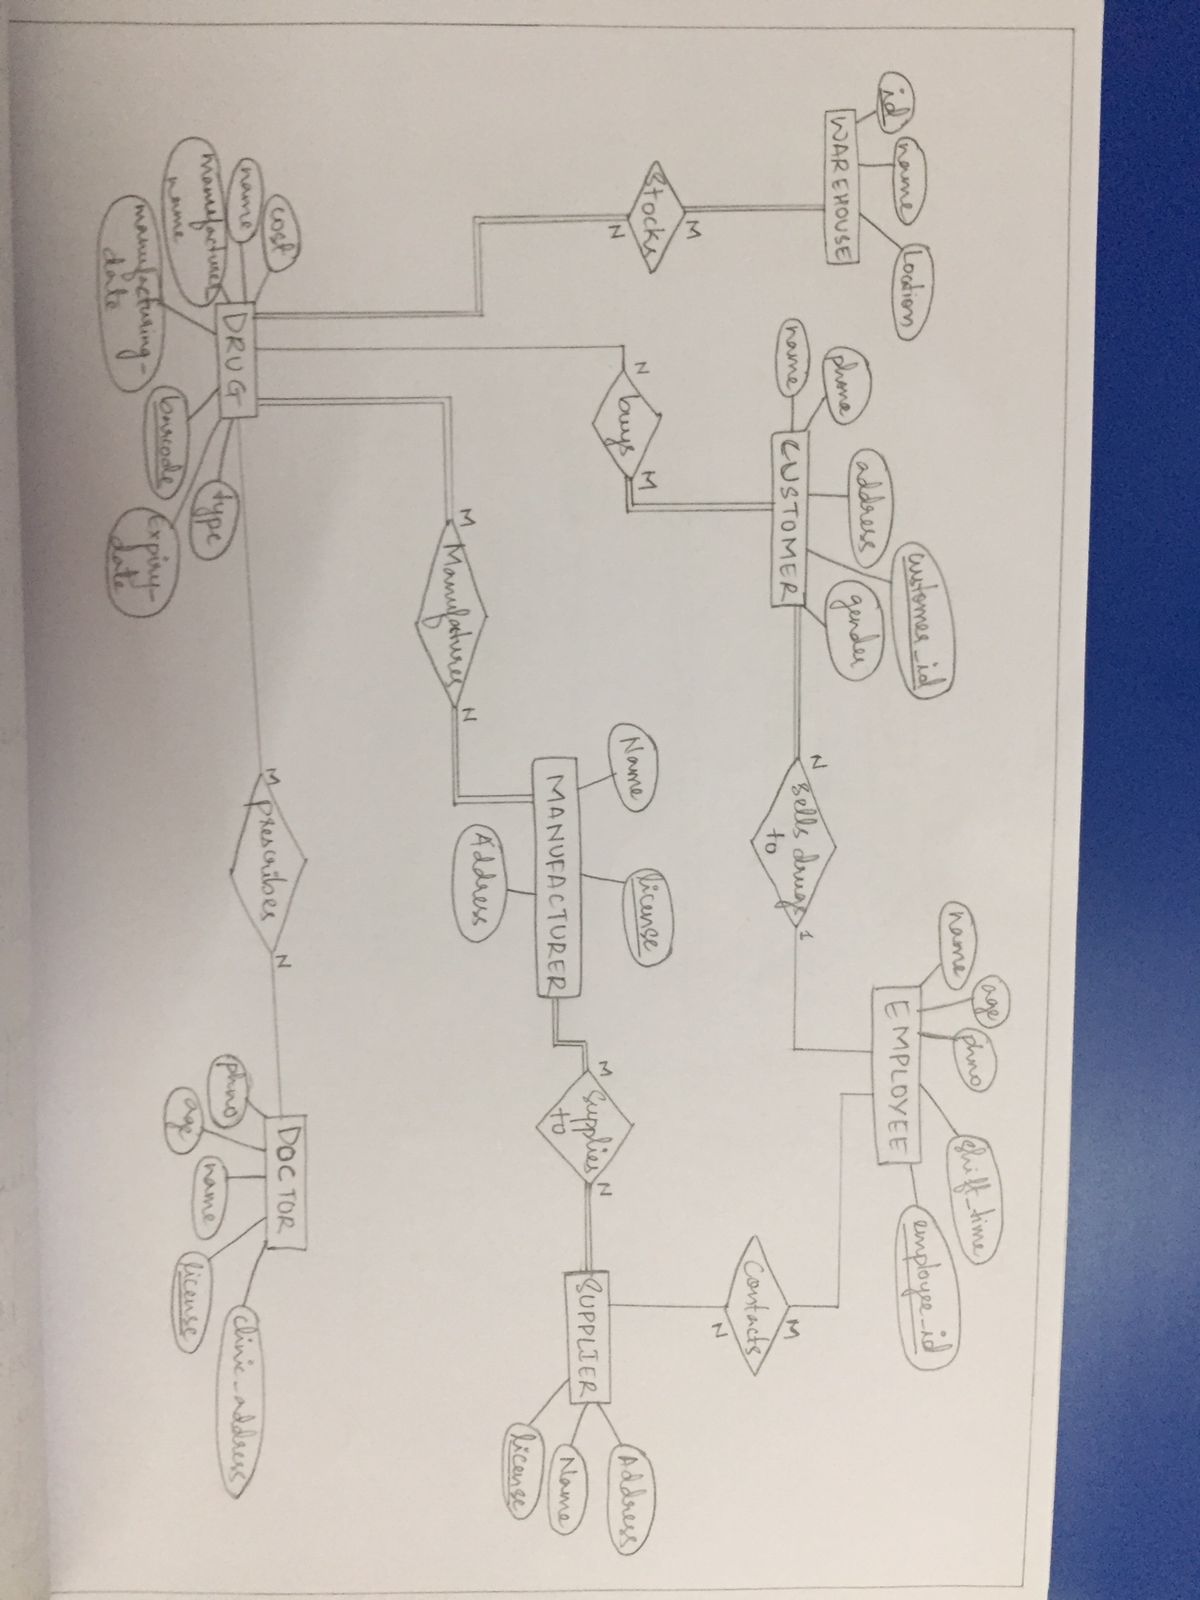 age
phno
shift_time
name
employee_id
EMPLOYEE
customer_id
id
name
Location
address
gender
phone
WAREHOUSE
name
CUSTOMER
N
Sells drugs
to
1
M
Contacts
N
M
Stocks
N
N
buys
M
Name
license
Address
M
Supplies
to
N
SUPPLIER
Name
MANUFACTURER
license
Address
M
Manufactures
N
cost
name
DRUG
manufacturer
name
type
barcode
manufacturing-
date
Expiry-
date
M
prescribes
N
DOCTOR
phno
age
name
license
clinic_address